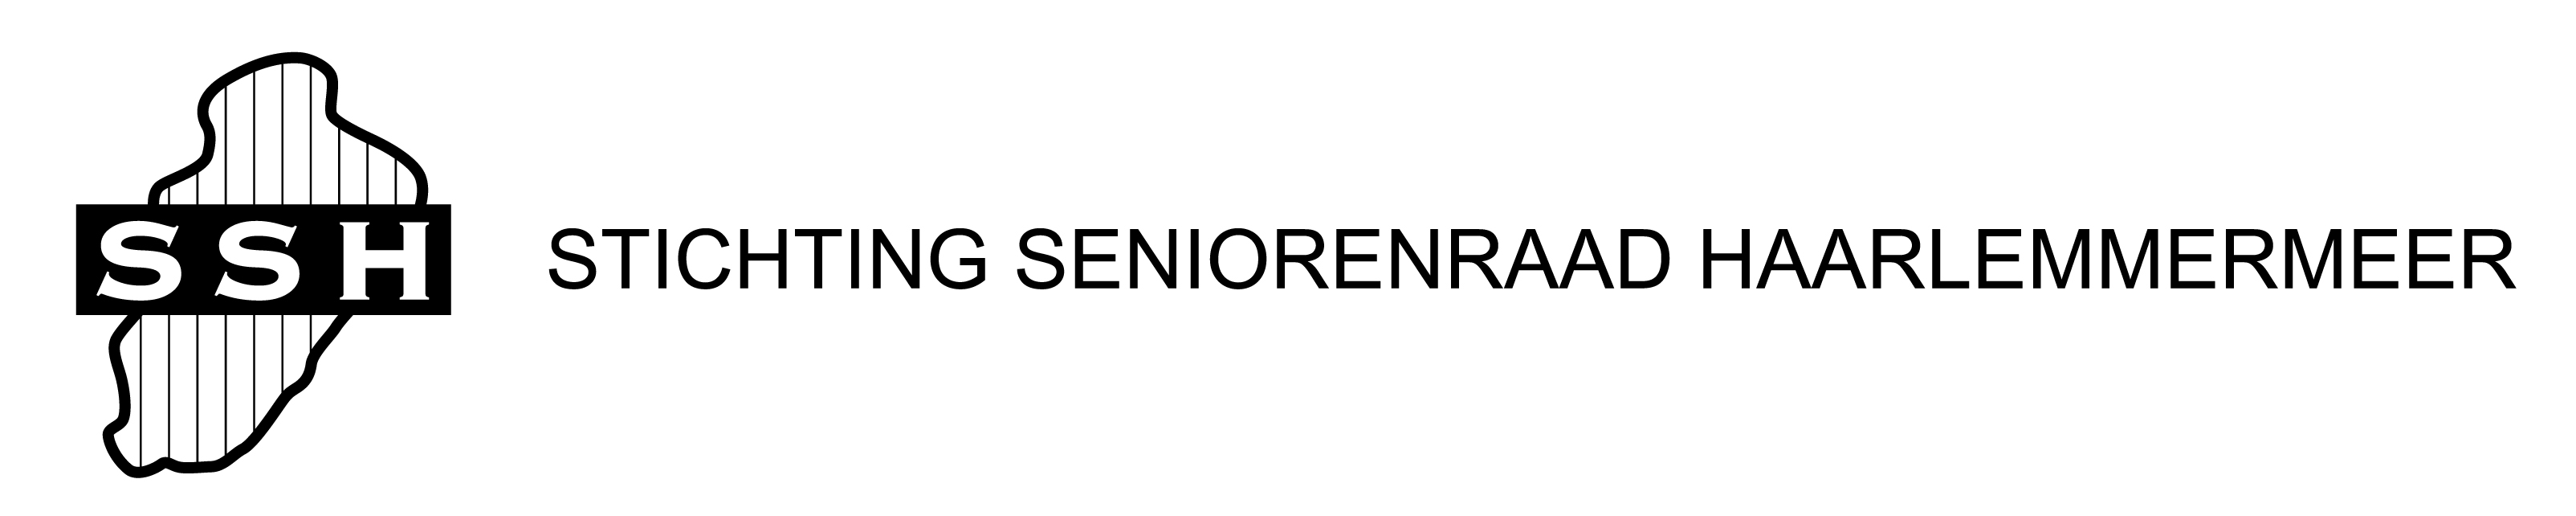 SSH
STICHTING SENIORENRAAD HAARLEMMERMEER